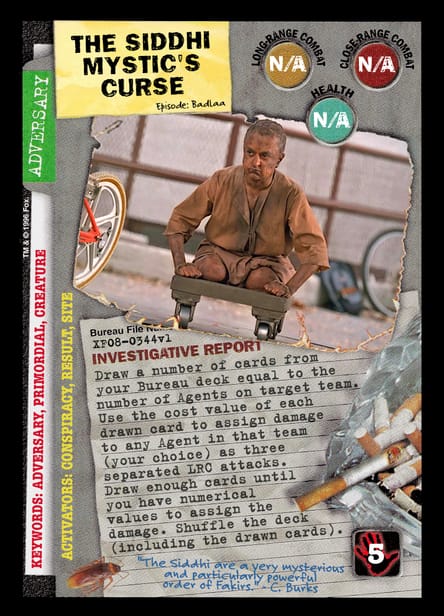 THE SIDDHI
MYSTIC'S
CURSE
Episode: Badlaa
LONG-RANGE COMBAT
N/A
CLOSE-RANGE COMBAT
N/A
HEALTH
N/A
ADVERSARY
TM & © 1996 Fox.
KEYWORDS: ADVERSARY, PRIMORDIAL, CREATURE
ACTIVATORS: CONSPIRACY, RESULT, SITE
Bureau File
XF08-0344v1
INVESTIGATIVE REPORT
Draw a number of cards from
your Bureau deck equal to the
number of Agents on target team.
Use the cost value of each
drawn card to assign damage
to any Agent in that team
(your choice) as three
separated LRC attacks.
Draw enough cards until
you have numerical
values to assign the
damage. Shuffle the deck
(including the drawn cards).
5
"The Siddhi are a very mysterious
and particularly powerful
order of Fakirs." - C. Burks